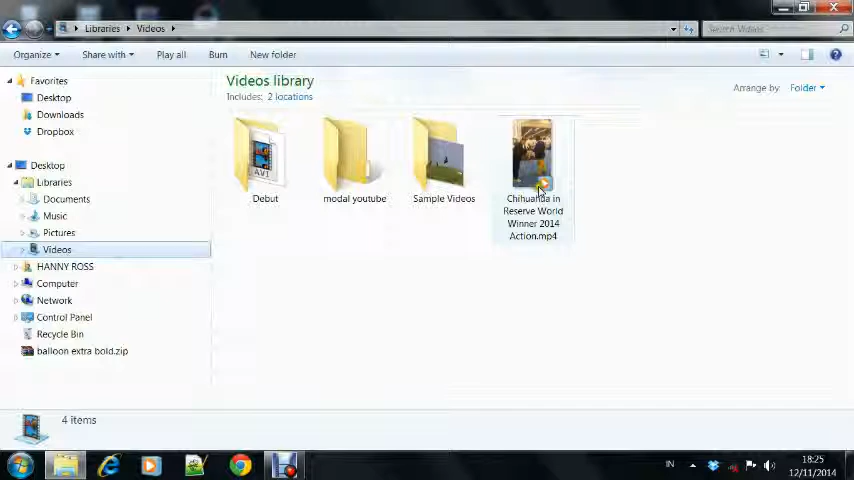 Libraries Videos
Search Videos
Organize Share with Play all Burn New folder
Videos library
Includes: 2 locations
Arrange by: Folder
Favorites
Desktop
Downloads
Dropbox
Desktop
Libraries
Documents
Music
Pictures
Videos
HANNY ROSS
Computer
Network
Control Panel
Recycle Bin
balloon extra bold.zip
AVI
Debut
modal youtube
Sample Videos
Chihuahua in
Reserve World
Winner 2014
Action.mp4
4 items
IN
18:25
12/11/2014